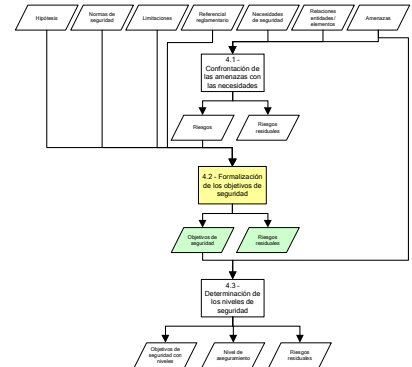 Hipótesis
Normas de
seguridad
Limitaciones
Referencial
reglamentario
Necesidades
de seguridad
Relaciones
entidades/
elementos
Amenazas
4.1 -
Confrontación de
las amenazas con
las necesidades
Riesgos
Riesgos
residuales
4.2 - Formalización
de los objetivos de
seguridad
Objetivos de
seguridad
Riesgos
residuales
4.3 -
Determinación de
los niveles de
seguridad
Objetivos de
seguridad con
niveles
Nivel de
aseguramiento
Riesgos
residuales